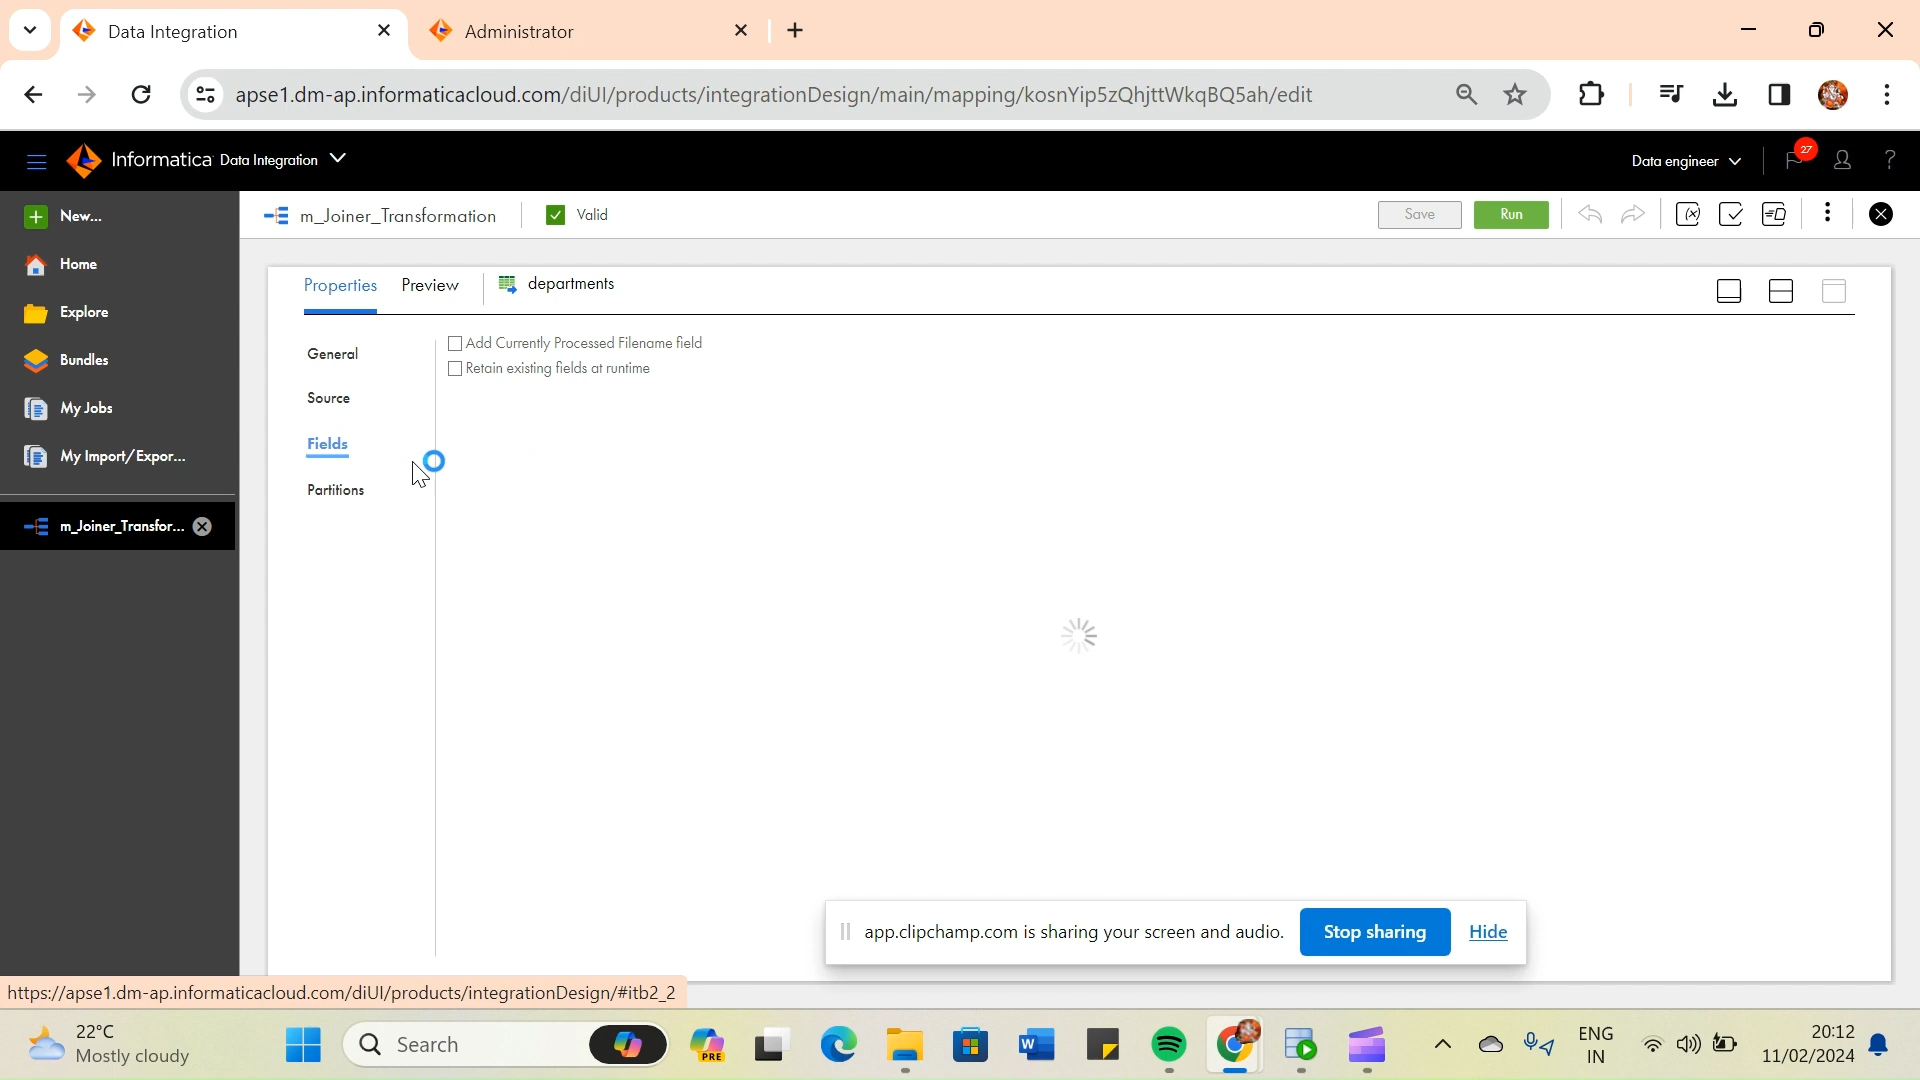 Data Integration
Administrator
apse1.dm-ap.informaticacloud.com/diUI/products/integrationDesign/main/mapping/kosnYip5zQhjttWkqBQ5ah/edit
Informatica Data Integration
Data engineer
27
?
New...
m_Joiner_Transformation
Valid
Save
Run
Home
Explore
Bundles
My Jobs
My Import/Expor...
m_Joiner_Transfor...
Properties
Preview
departments
General
Source
Fields
Partitions
Add Currently Processed Filename field
Retain existing fields at runtime
app.clipchamp.com is sharing your screen and audio.
Stop sharing
Hide
https://apse1.dm-ap.informaticacloud.com/diUI/products/integrationDesign/#itb2_2
22°C
Mostly cloudy
Search
PRE
ENG
IN
20:12
11/02/2024